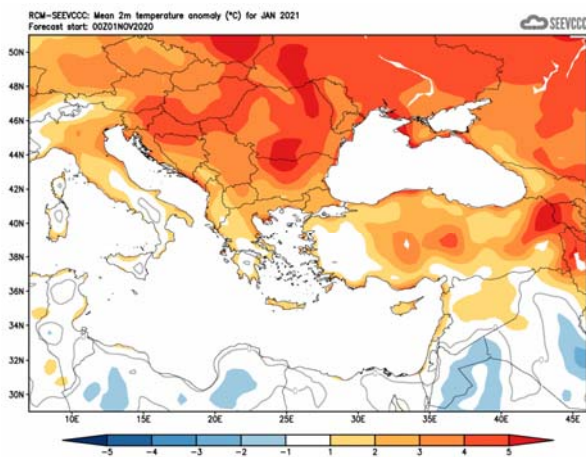 RCM-SEEVCCC: Mean 2m temperature anomaly (°C) for JAN 2021
Forecast start: 00Z01NOV2020
SEEVCCC
50N
48N
46N
44N
42N
40N
38N
36N
34N
32N
30N
10E 15E 20E 25E 30E 35E 40E 45E
-5 -4 -3 -2 -1 1 2 3 4 5